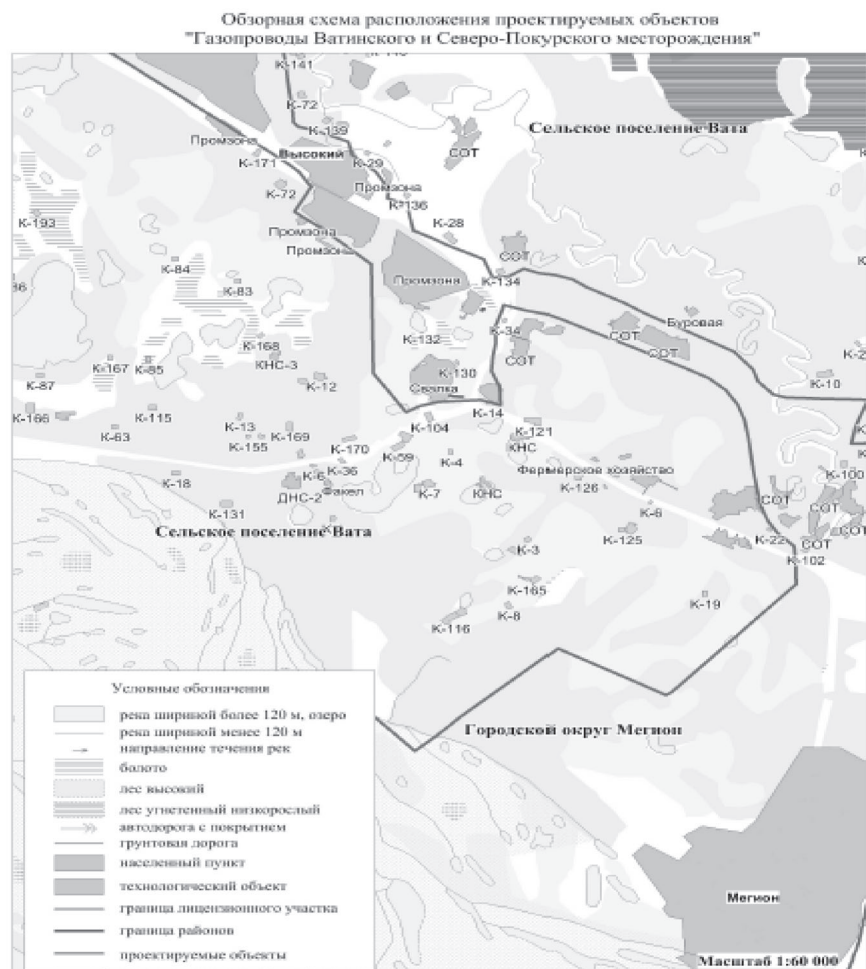 Обзорная схема расположения проектируемых объектов
"Газопроводы Ватинского и Северо-Покурского месторождения"
К-141
К-72
К-139
Сельское поселение Вата
Промзона
К-171
Высокий
К-29
СОТ
К-72
Промзона
К-136
К-193
К-28
Промзона
Промзона
СОТ
К-84
Промзона
К-134
К-83
К-34
Буровая
К-132
К-168
КНС-3
СОТ
СОТ
К-167
К-85
К-130
К-87
К-12
Свалка
К-10
К-166
К-115
К-13
К-104
К-14
К-121
К-63
К-155
К-169
К-170
КНС
К-59
К-4
К-18
К-6
К-36
Фермерское хозяйство
К-100
ДНС-2
Факел
К-7
КНС
К-126
СОТ
СОТ
К-131
К-6
СОТ
Сельское поселение Вата
К-125
К-22
СОТ
К-3
К-102
К-165
К-19
К-116
К-8
Городской округ Мегион
Условные обозначения
река шириной более 120 м, озеро
река шириной менее 120 м
направление течения рек
болото
лес высокий
лес угнетенный низкорослый
автодорога с покрытием
грунтовая дорога
населенный пункт
технологический объект
граница лицензионного участка
граница районов
проектируемые объекты
Мегион
Масштаб 1:60 000